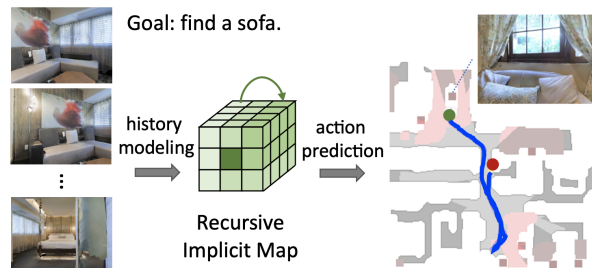 Goal: find a sofa.
history
modeling
action
prediction
⋮
Recursive
Implicit Map